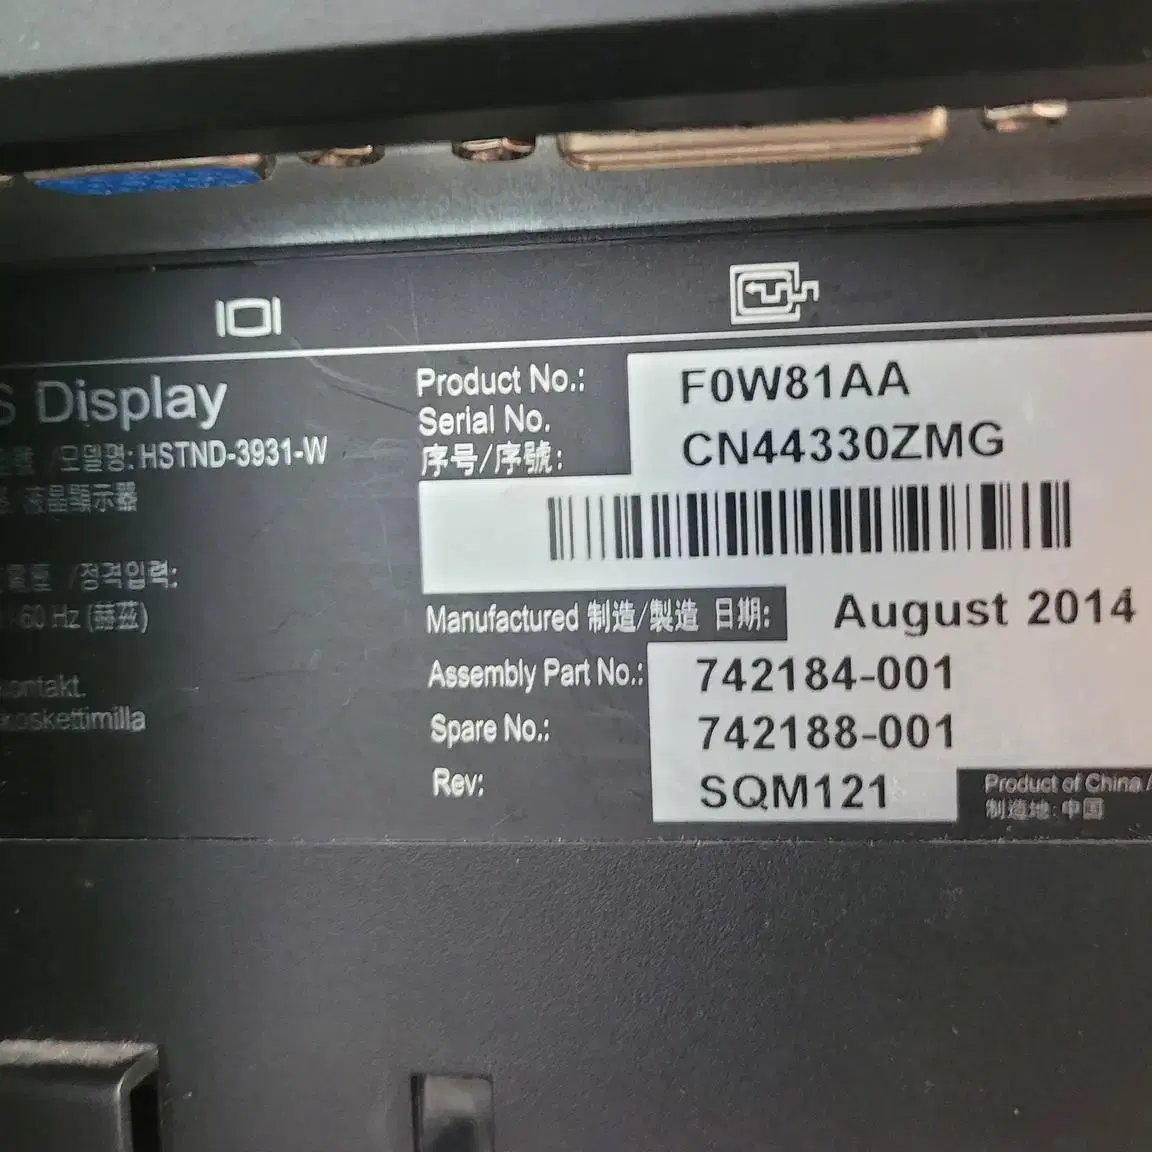 S Display
/모델명: HSTND-3931-W
液晶顯示器
/정격입력:
60 Hz (赫茲)
kontakt.
koskettimilla
Product No.: F0W81AA
Serial No. CN44330ZMG
序号/序號:
Manufactured 制造/製造 日期: August 2014
Assembly Part No.: 742184-001
Spare No.: 742188-001
Rev: SQM121
Product of China /
制造地: 中国